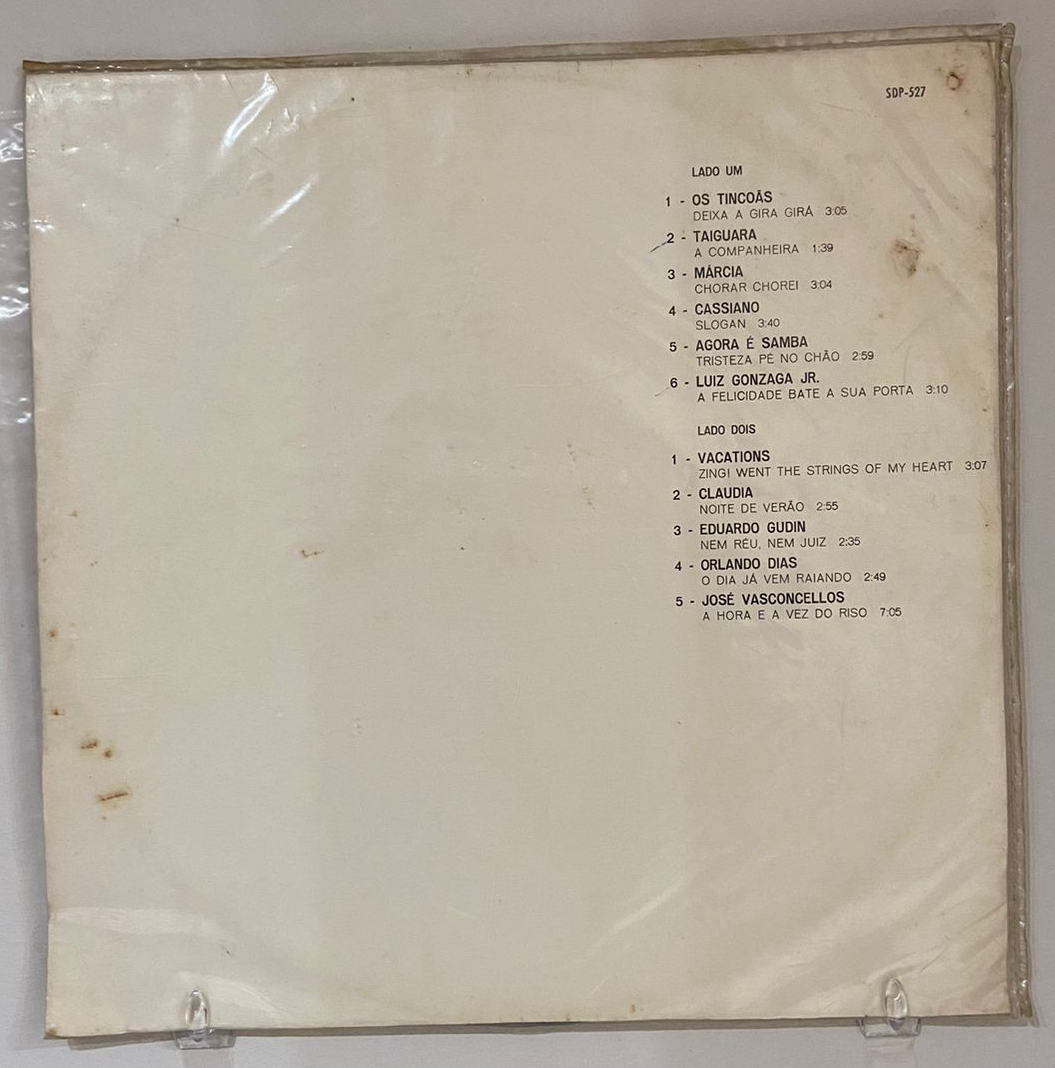 SDP-527
LADO UM
1 - OS TINCOÃS
DEIXA A GIRA GIRÁ 3:05
2 - TAIGUARA
A COMPANHEIRA 1:39
3 - MÁRCIA
CHORAR CHOREI 3:04
4 - CASSIANO
SLOGAN 3:40
5 - AGORA É SAMBA
TRISTEZA PÉ NO CHÃO 2:59
6 - LUIZ GONZAGA JR.
A FELICIDADE BATE A SUA PORTA 3:10
LADO DOIS
1 - VACATIONS
ZING! WENT THE STRINGS OF MY HEART 3:07
2 - CLAUDIA
NOITE DE VERÃO 2:55
3 - EDUARDO GUDIN
NEM RÉU, NEM JUIZ 2:35
4 - ORLANDO DIAS
O DIA JÁ VEM RAIANDO 2:49
5 - JOSÉ VASCONCELLOS
A HORA E A VEZ DO RISO 7:05